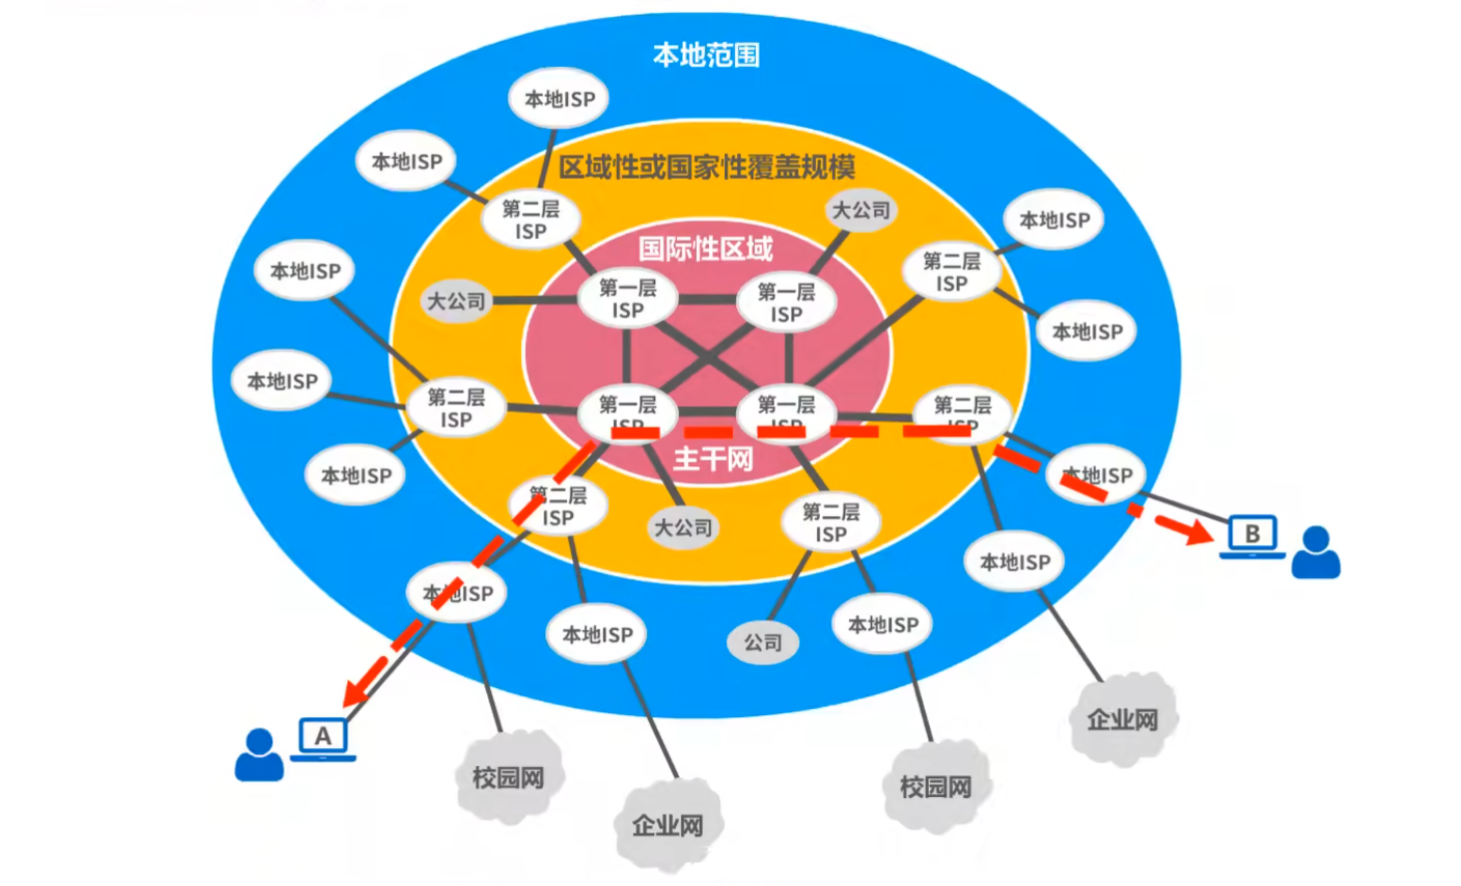 本地范围
本地ISP
本地ISP
区域性或国家性覆盖规模
第二层
ISP
大公司
本地ISP
国际性区域
第二层
ISP
本地ISP
大公司
第一层
ISP
第一层
ISP
本地ISP
本地ISP
第二层
ISP
第一层
ISP
第一层
ISP
第二层
ISP
主干网
本地ISP
本地ISP
第二层
ISP
大公司
第二层
ISP
B
本地ISP
本地ISP
本地ISP
公司
本地ISP
A
校园网
企业网
校园网
企业网